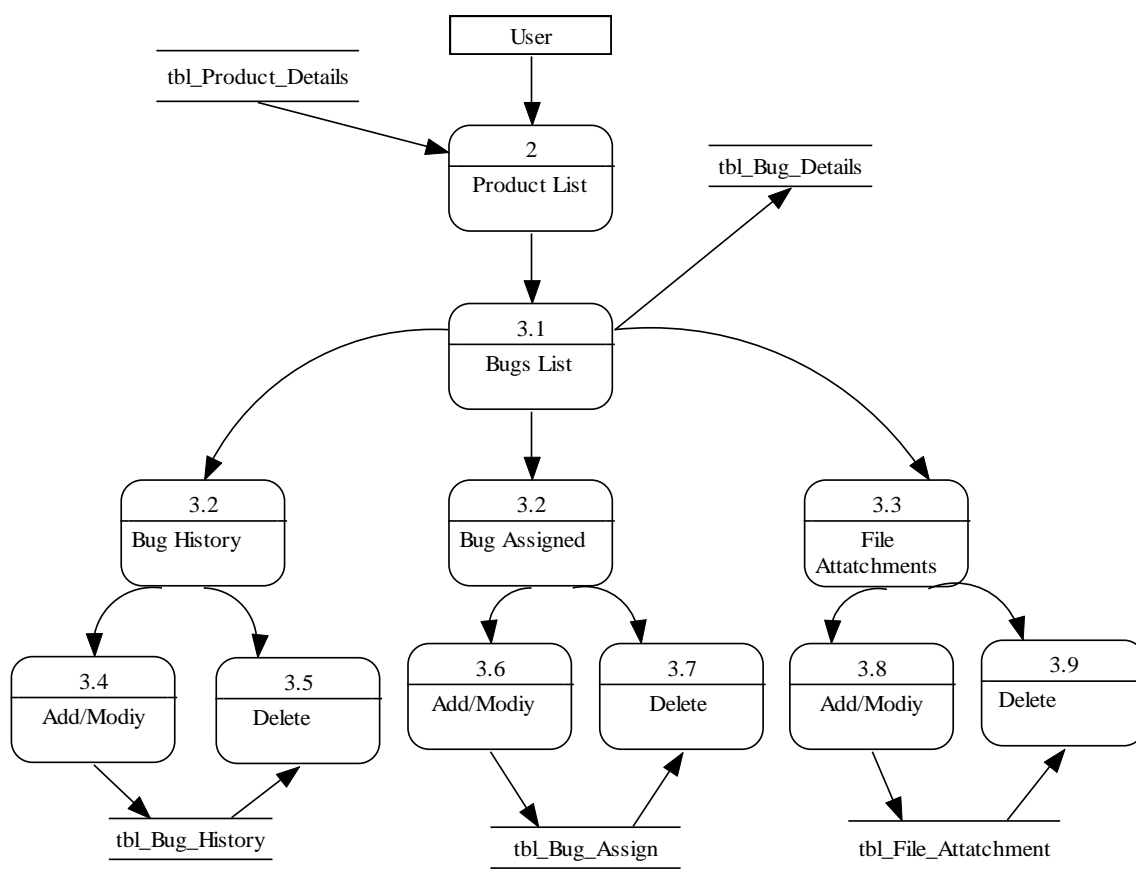 User
tbl_Product_Details
2
Product List
tbl_Bug_Details
3.1
Bugs List
3.2
Bug History
3.2
Bug Assigned
3.3
File
Attatchments
3.4
Add/Modiy
3.5
Delete
3.6
Add/Modiy
3.7
Delete
3.8
Add/Modiy
3.9
Delete
tbl_Bug_History
tbl_Bug_Assign
tbl_File_Attatchment